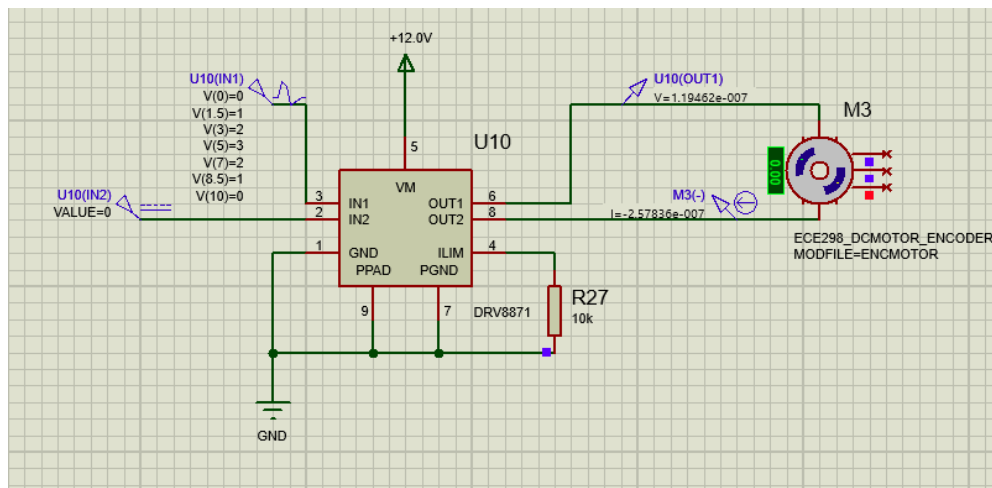 +12.0V
U10(IN1)
V(0)=0
V(1.5)=1
V(3)=2
V(5)=3
V(7)=2
V(8.5)=1
V(10)=0
U10(IN2)
VALUE=0
U10(OUT1)
V=1.19462e-007
M3
0.00
M3(-)
I=-2.57836e-007
ECE298_DCMOTOR_ENCODER
MODFILE=ENCMOTOR
U10
5
VM
3 IN1 OUT1 6
2 IN2 OUT2 8
1 GND ILIM 4
PPAD PGND
9 7
DRV8871
R27
10k
GND